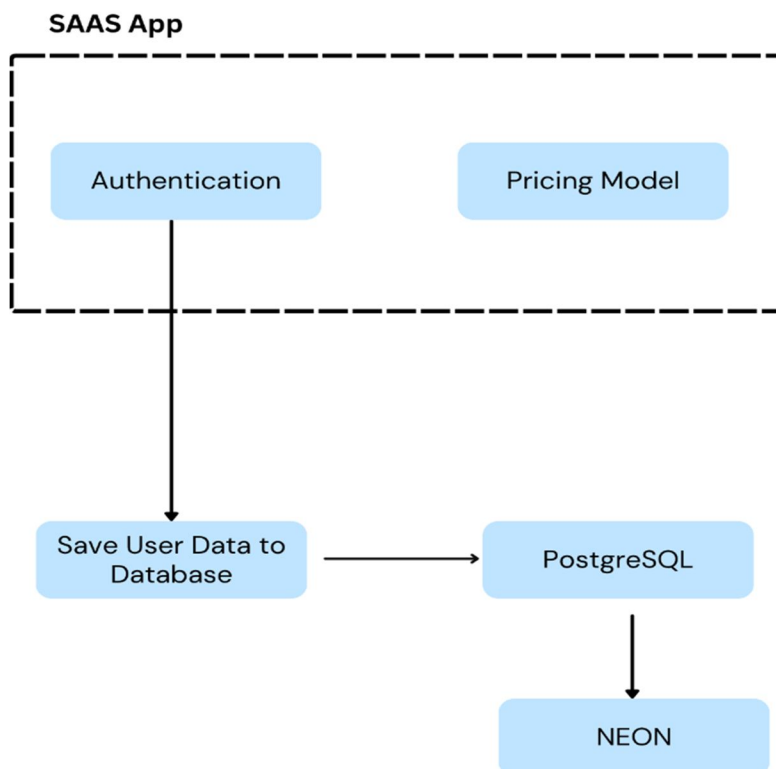 SAAS App
Authentication
Pricing Model
Save User Data to
Database
PostgreSQL
NEON